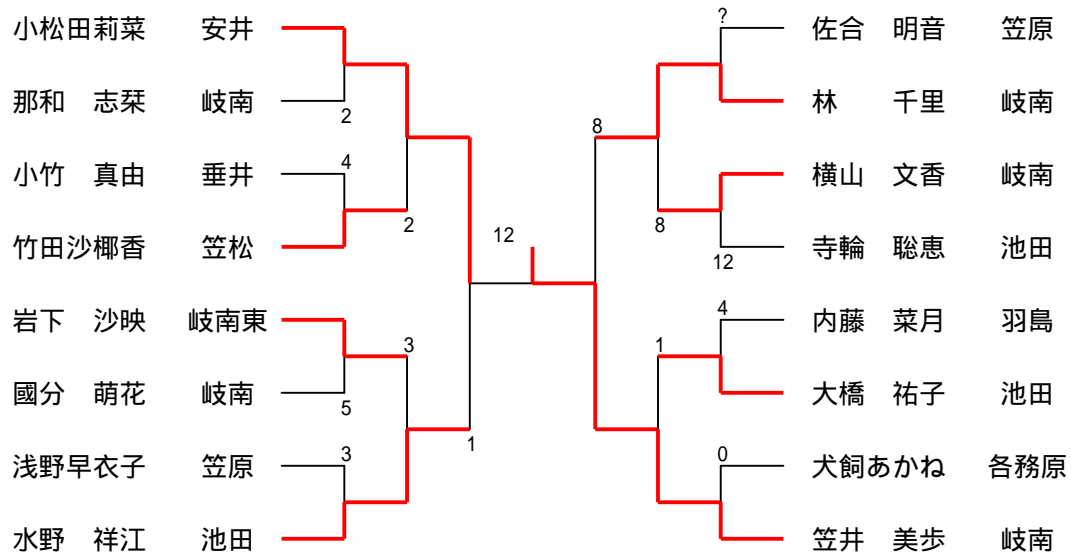 小松田莉菜 安井
那和 志栞 岐南
2
小竹 真由 垂井
4
竹田沙椰香 笠松
2
岩下 沙映 岐南東
3
國分 萌花 岐南
5
浅野早衣子 笠原
3
1
水野 祥江 池田
12
?
佐合 明音 笠原
林 千里 岐南
8
横山 文香 岐南
8
寺輪 聡恵 池田
12
内藤 菜月 羽島
4
1
大橋 祐子 池田
犬飼あかね 各務原
0
笠井 美歩 岐南